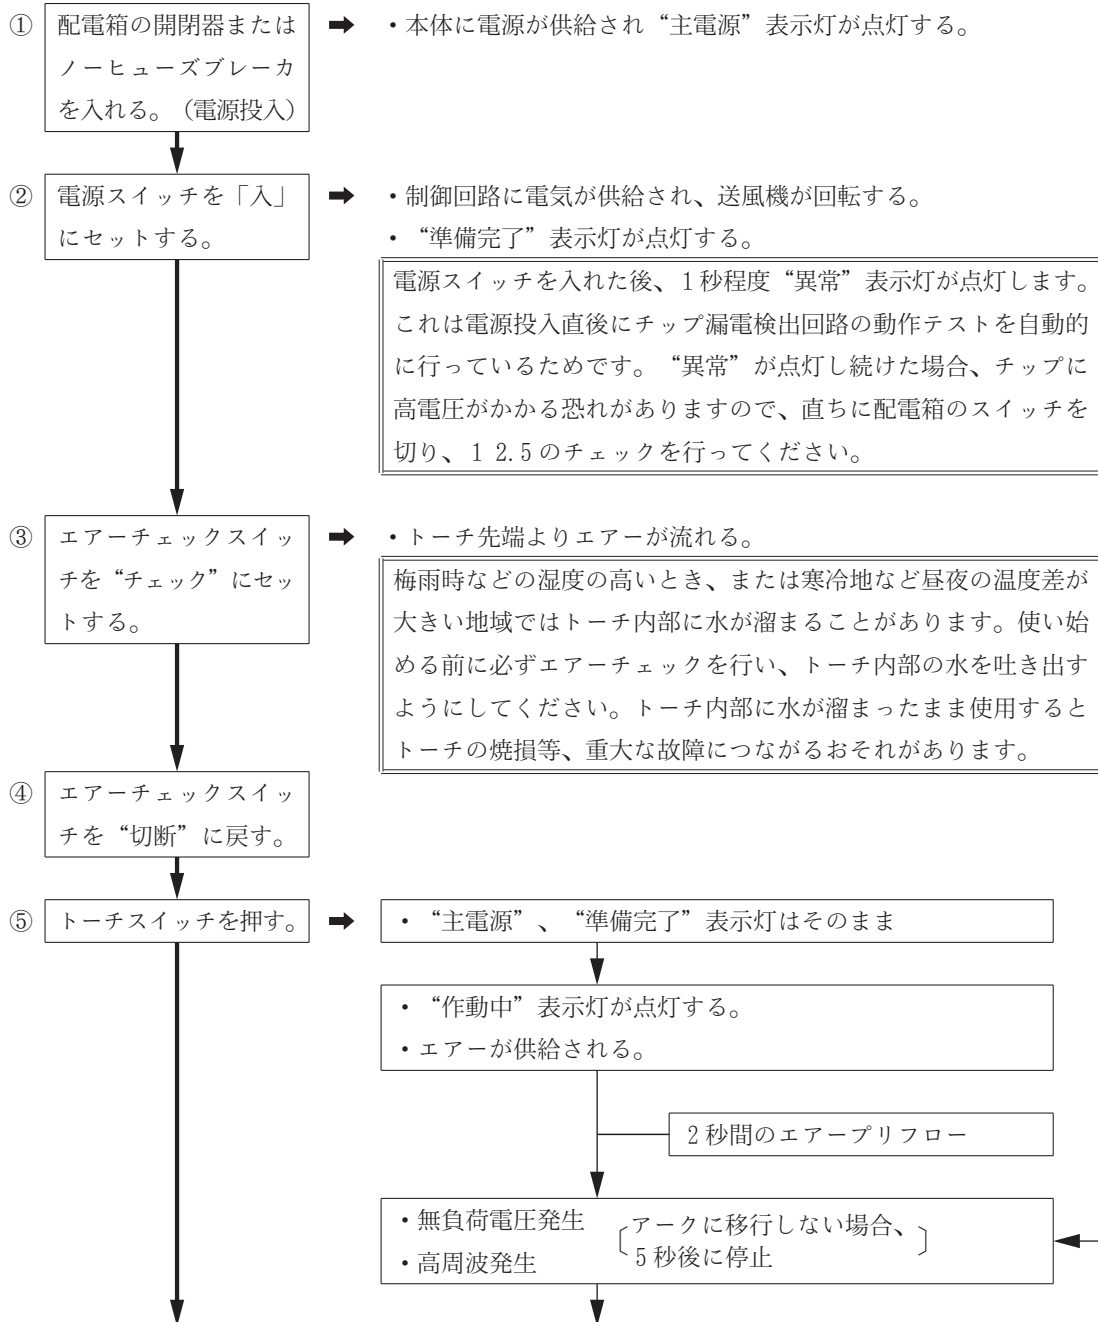 ① 配電箱の開閉器または
ノーヒューズブレーカ
を入れる。（電源投入）
➡ ・本体に電源が供給され“主電源”表示灯が点灯する。
② 電源スイッチを「入」
にセットする。
➡ ・制御回路に電気が供給され、送風機が回転する。
・“準備完了”表示灯が点灯する。
電源スイッチを入れた後、1秒程度“異常”表示灯が点灯します。
これは電源投入直後にチップ漏電検出回路の動作テストを自動的
に行っているためです。“異常”が点灯し続けた場合、チップに
高電圧がかかる恐れがありますので、直ちに配電箱のスイッチを
切り、１２.５のチェックを行ってください。
③ エアーチェックスイッ
チを“チェック”にセッ
トする。
➡ ・トーチ先端よりエアーが流れる。
梅雨時などの湿度の高いとき、または寒冷地など昼夜の温度差が
大きい地域ではトーチ内部に水が溜まることがあります。使い始
める前に必ずエアーチェックを行い、トーチ内部の水を吐き出す
ようにしてください。トーチ内部に水が溜まったまま使用すると
トーチの焼損等、重大な故障につながるおそれがあります。
④ エアーチェックスイッ
チを“切断”に戻す。
⑤ トーチスイッチを押す。
➡ ・“主電源”、“準備完了”表示灯はそのまま
・“作動中”表示灯が点灯する。
・エアーが供給される。
2秒間のエアープリフロー
・無負荷電圧発生
・高周波発生
〔アークに移行しない場合、
5秒後に停止〕